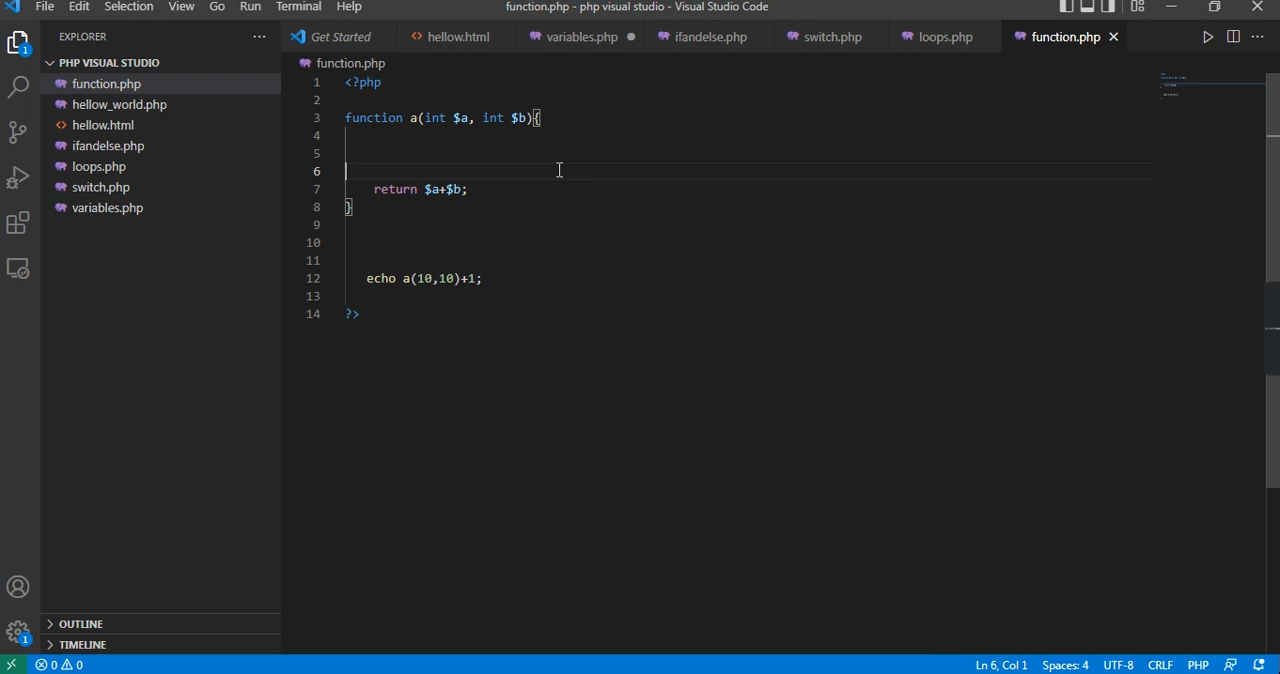 File Edit Selection View Go Run Terminal Help function.php - php visual studio - Visual Studio Code
EXPLORER ... Get Started hellow.html variables.php ifandelse.php switch.php loops.php function.php
PHP VISUAL STUDIO
function.php
hellow_world.php
hellow.html
ifandelse.php
loops.php
switch.php
variables.php
function.php
1 <?php
2
3 function a(int $a, int $b){
4
5
6
7 return $a+$b;
8 }
9
10
11
12 echo a(10,10)+1;
13
14 ?>
1
1
OUTLINE
TIMELINE
0 0 Ln 6, Col 1 Spaces: 4 UTF-8 CRLF PHP